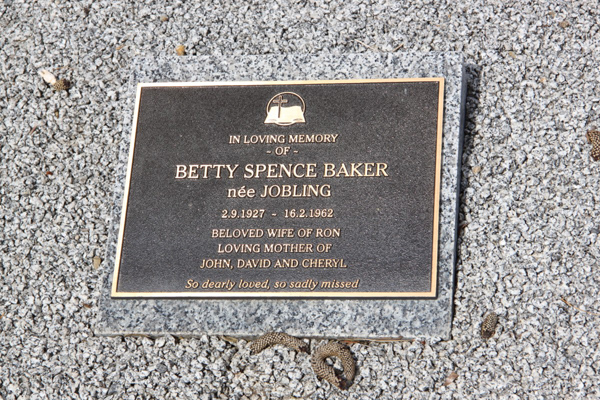 IN LOVING MEMORY
- OF -
BETTY SPENCE BAKER
née JOBLING
2.9.1927 - 16.2.1962
BELOVED WIFE OF RON
LOVING MOTHER OF
JOHN, DAVID AND CHERYL
So dearly loved, so sadly missed